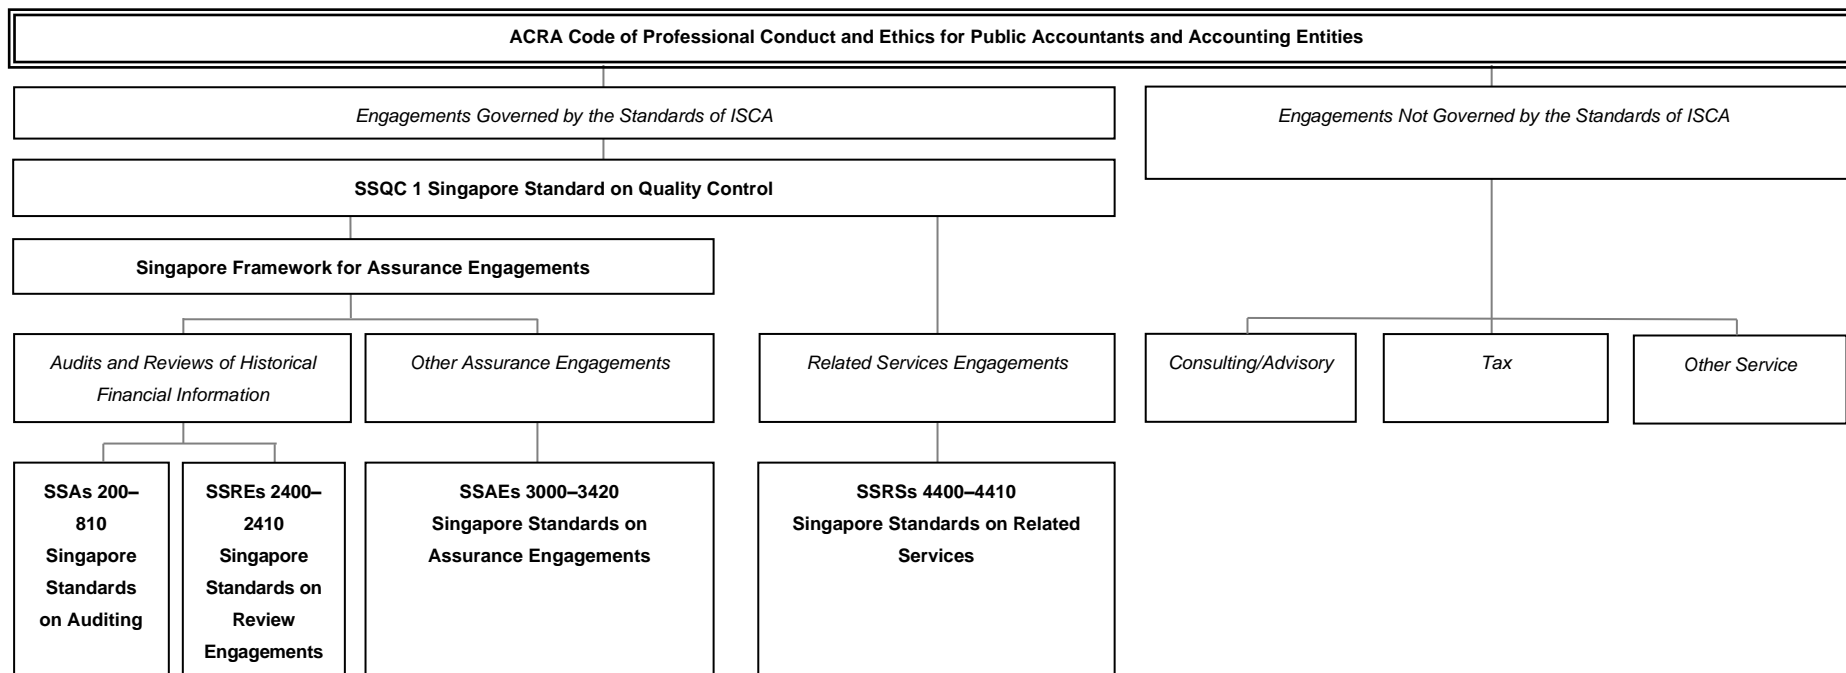 ACRA Code of Professional Conduct and Ethics for Public Accountants and Accounting Entities
Engagements Governed by the Standards of ISCA
Engagements Not Governed by the Standards of ISCA
SSQC 1 Singapore Standard on Quality Control
Singapore Framework for Assurance Engagements
Audits and Reviews of Historical
Financial Information
Other Assurance Engagements
Related Services Engagements
Consulting/Advisory
Tax
Other Service
SSAs 200–
810
Singapore
Standards
on Auditing
SSREs 2400–
2410
Singapore
Standards on
Review
Engagements
SSAEs 3000–3420
Singapore Standards on
Assurance Engagements
SSRSs 4400–4410
Singapore Standards on Related
Services